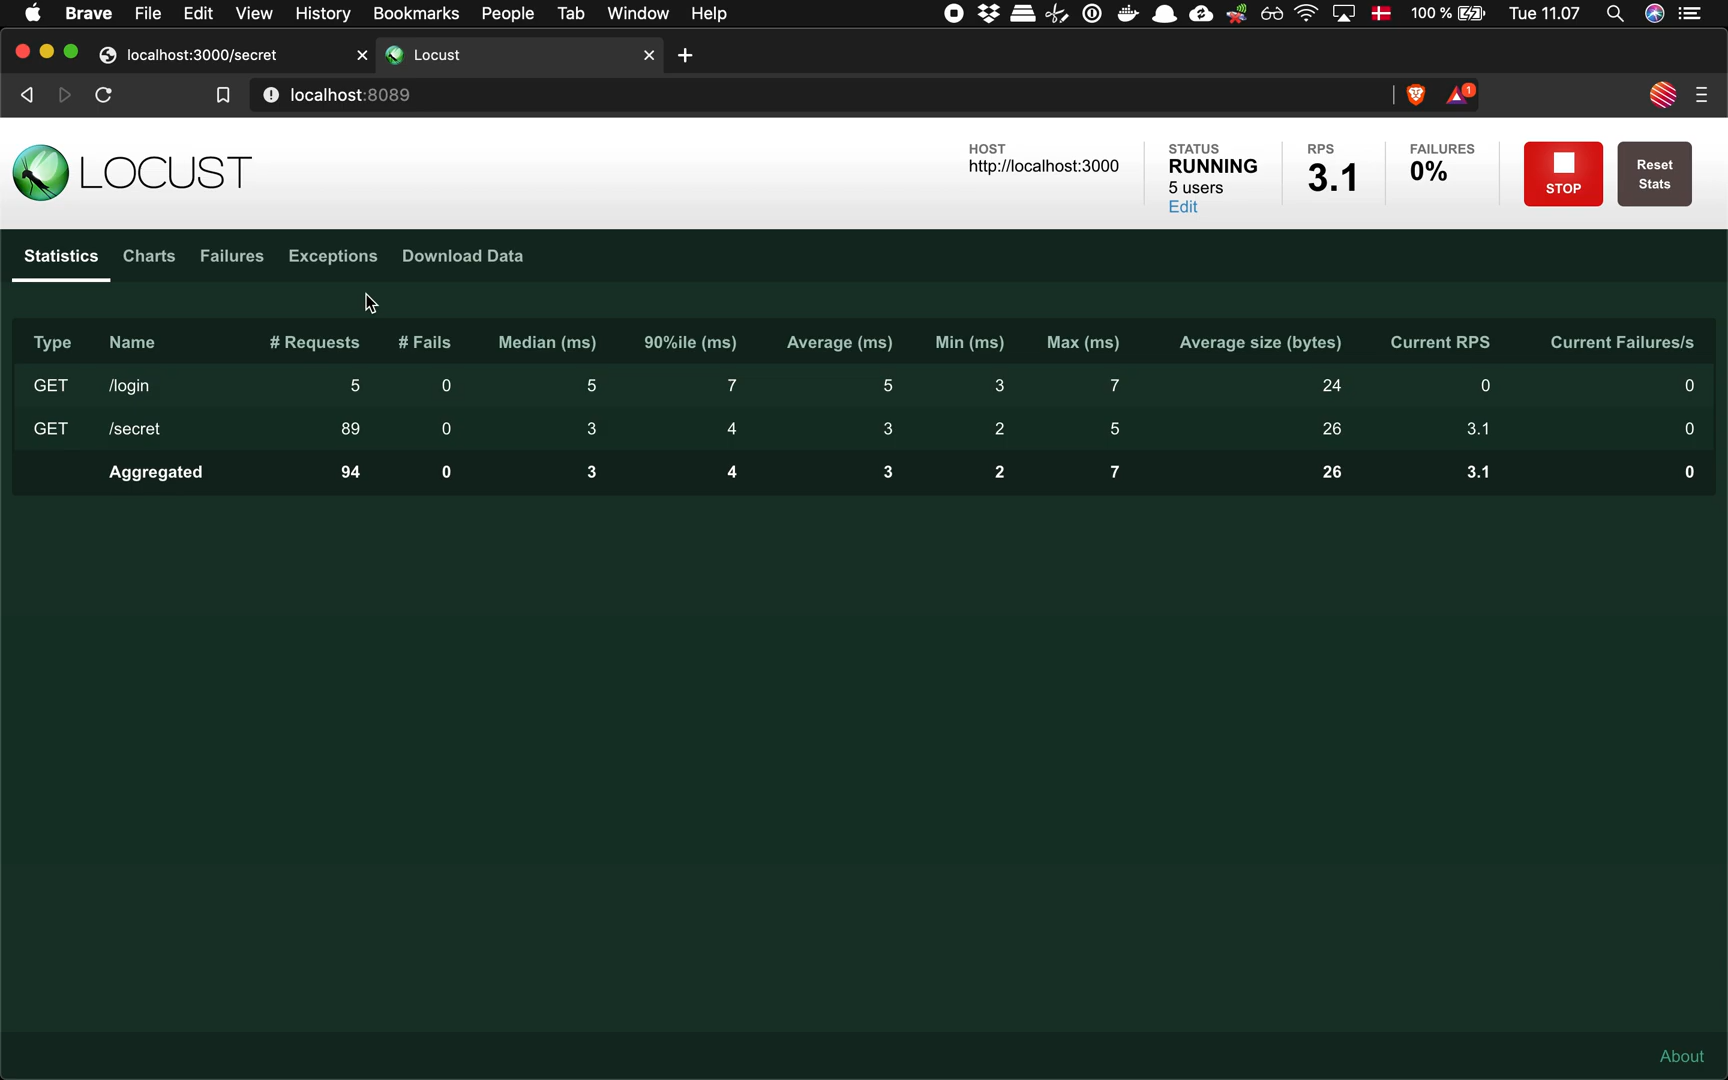 Brave File Edit View History Bookmarks People Tab Window Help 100 % Tue 11.07
localhost:3000/secret Locust
localhost:8089 1
LOCUST
HOST
http://localhost:3000
STATUS
RUNNING
5 users
Edit
RPS
3.1
FAILURES
0%
STOP
Reset
Stats
Statistics Charts Failures Exceptions Download Data
Type Name # Requests # Fails Median (ms) 90%ile (ms) Average (ms) Min (ms) Max (ms) Average size (bytes) Current RPS Current Failures/s
GET /login 5 0 5 7 5 3 7 24 0 0
GET /secret 89 0 3 4 3 2 5 26 3.1 0
Aggregated 94 0 3 4 3 2 7 26 3.1 0
About